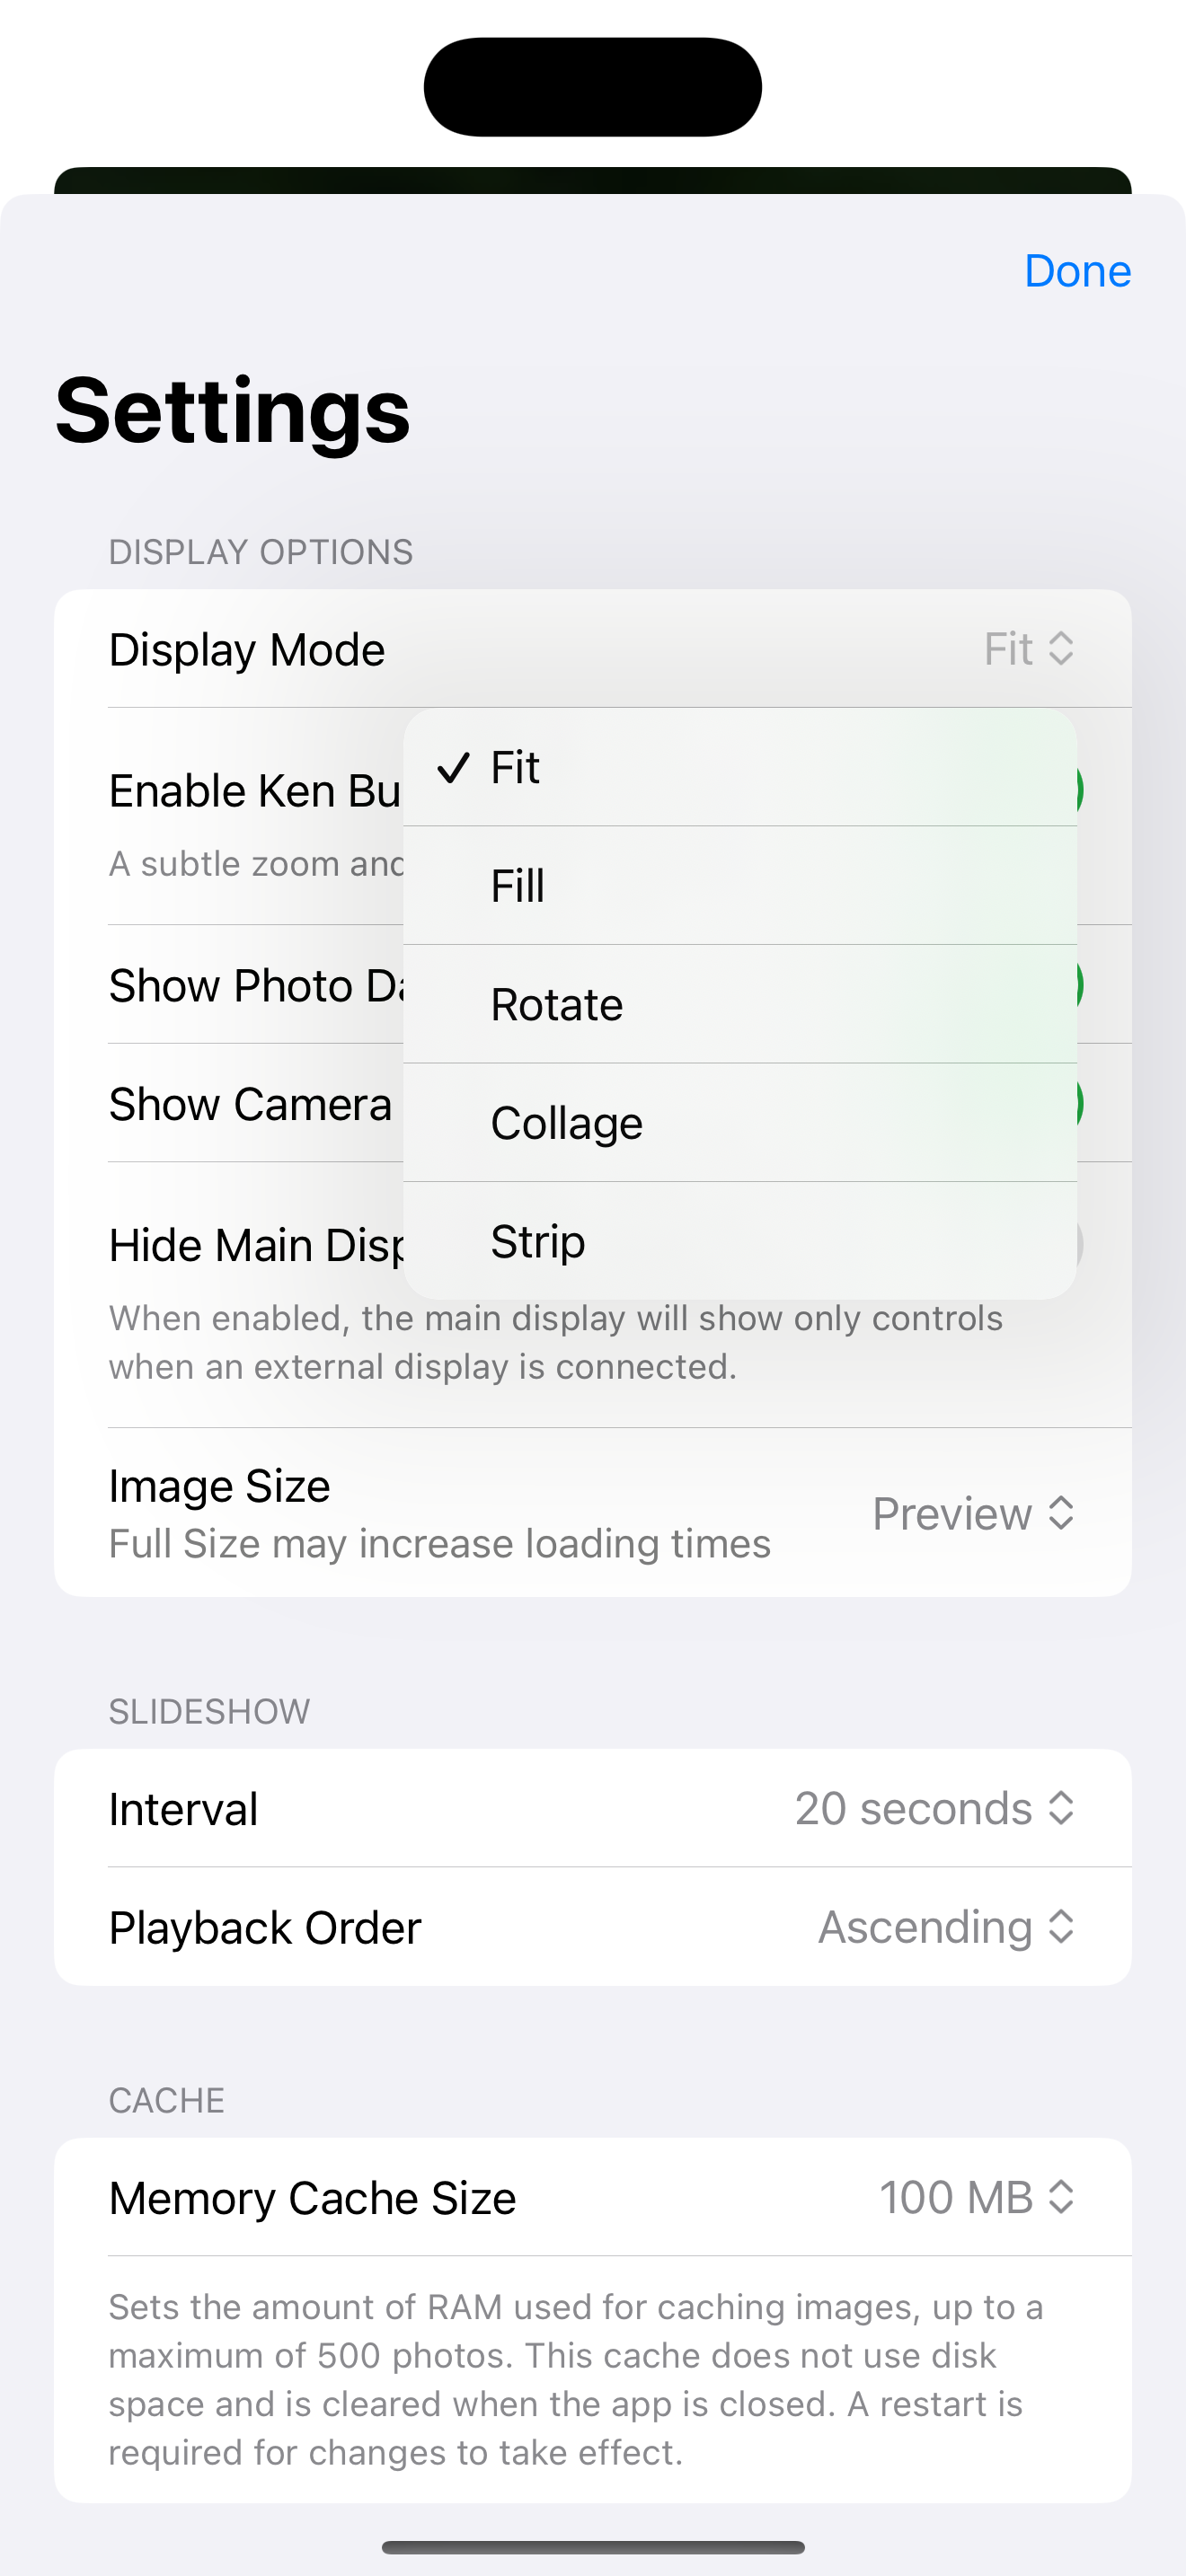 Done
Settings
DISPLAY OPTIONS
Display Mode
Fit
Fit
Enable Ken Bu
A subtle zoom and
Fill
Show Photo Da
Rotate
Show Camera
Collage
Hide Main Disp
Strip
When enabled, the main display will show only controls
when an external display is connected.
Image Size
Full Size may increase loading times
Preview
SLIDESHOW
Interval
20 seconds
Playback Order
Ascending
CACHE
Memory Cache Size
100 MB
Sets the amount of RAM used for caching images, up to a
maximum of 500 photos. This cache does not use disk
space and is cleared when the app is closed. A restart is
required for changes to take effect.